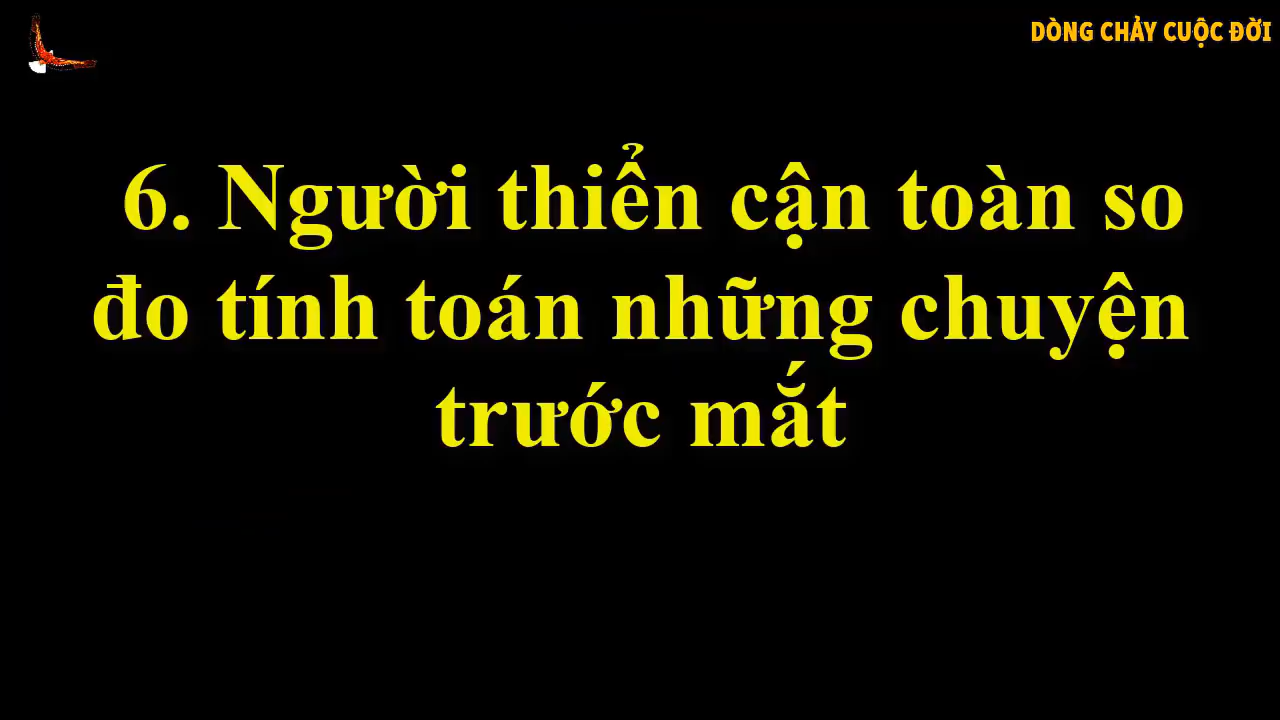 DÒNG CHẢY CUỘC ĐỜI
6. Người thiển cận toàn so
đo tính toán những chuyện
trước mắt